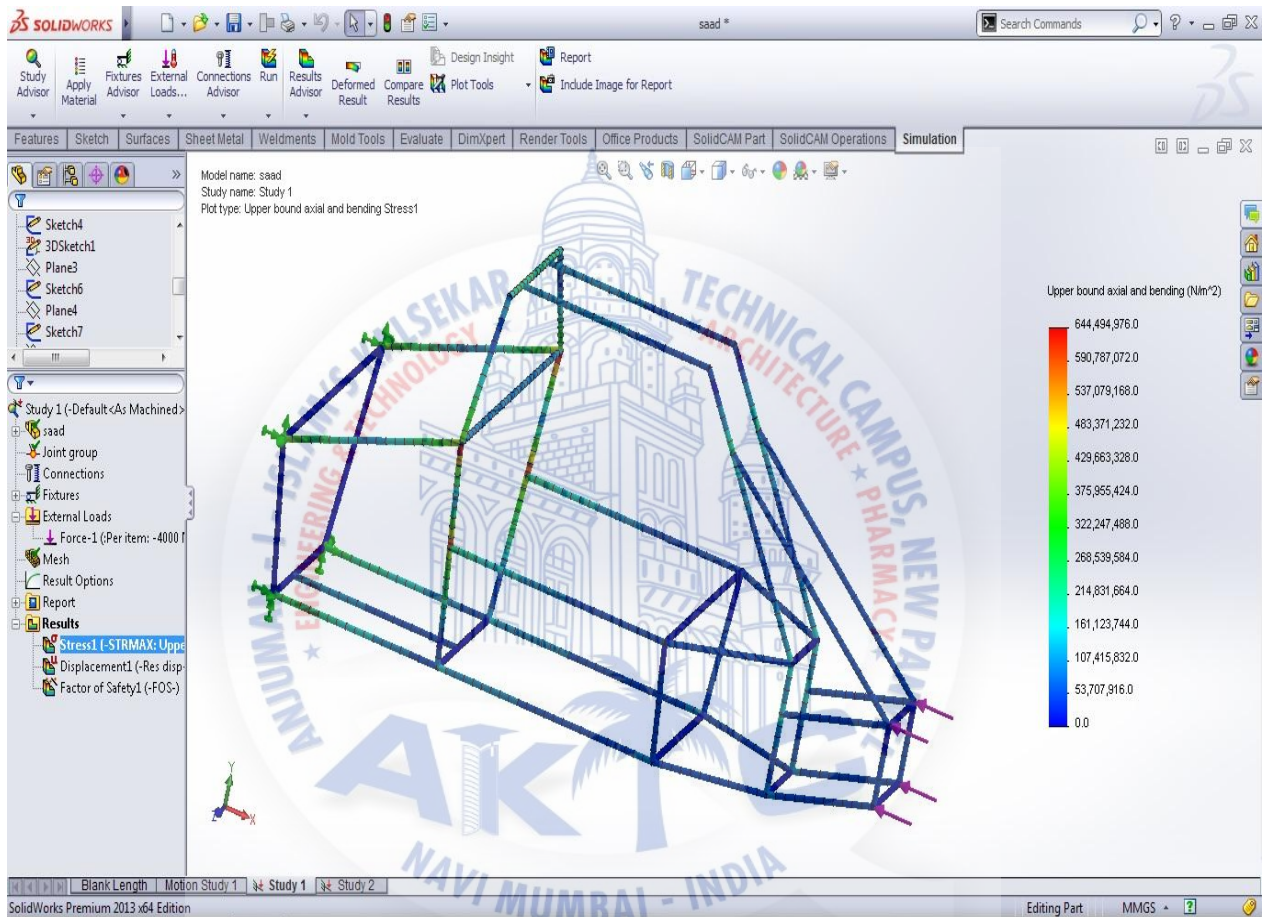 SOLIDWORKS
saad *
Search Commands
Study Advisor
Apply Material
Fixtures Advisor
External Loads...
Connections Advisor
Run
Results Advisor
Deformed Result
Compare Results
Design Insight
Plot Tools
Report
Include Image for Report
Features
Sketch
Surfaces
Sheet Metal
Weldments
Mold Tools
Evaluate
DimXpert
Render Tools
Office Products
SolidCAM Part
SolidCAM Operations
Simulation
Sketch4
3DSketch1
Plane3
Sketch6
Plane4
Sketch7
Study 1 (-Default<As Machined>
saad
Joint group
Connections
Fixtures
External Loads
Force-1 (:Per item: -4000
Mesh
Result Options
Report
Results
Stress1 (-STRMAX: Uppe
Displacement1 (-Res disp-
Factor of Safety1 (-FOS-)
Model name: saad
Study name: Study 1
Plot type: Upper bound axial and bending Stress1
Upper bound axial and bending (N/m^2)
644,494,976.0
590,787,072.0
537,079,168.0
483,371,232.0
429,663,328.0
375,955,424.0
322,247,488.0
268,539,584.0
214,831,664.0
161,123,744.0
107,415,832.0
53,707,916.0
0.0
Y
X
Z
KALSEKAR TECHNICAL CAMPUS, NEW
ENGINEERING & TECHNOLOGY ★ ARCHITECTURE ★ PHARMACY ★
NAVI MUMBAI - INDIA
Blank Length
Motion Study 1
Study 1
Study 2
SolidWorks Premium 2013 x64 Edition
Editing Part
MMGS